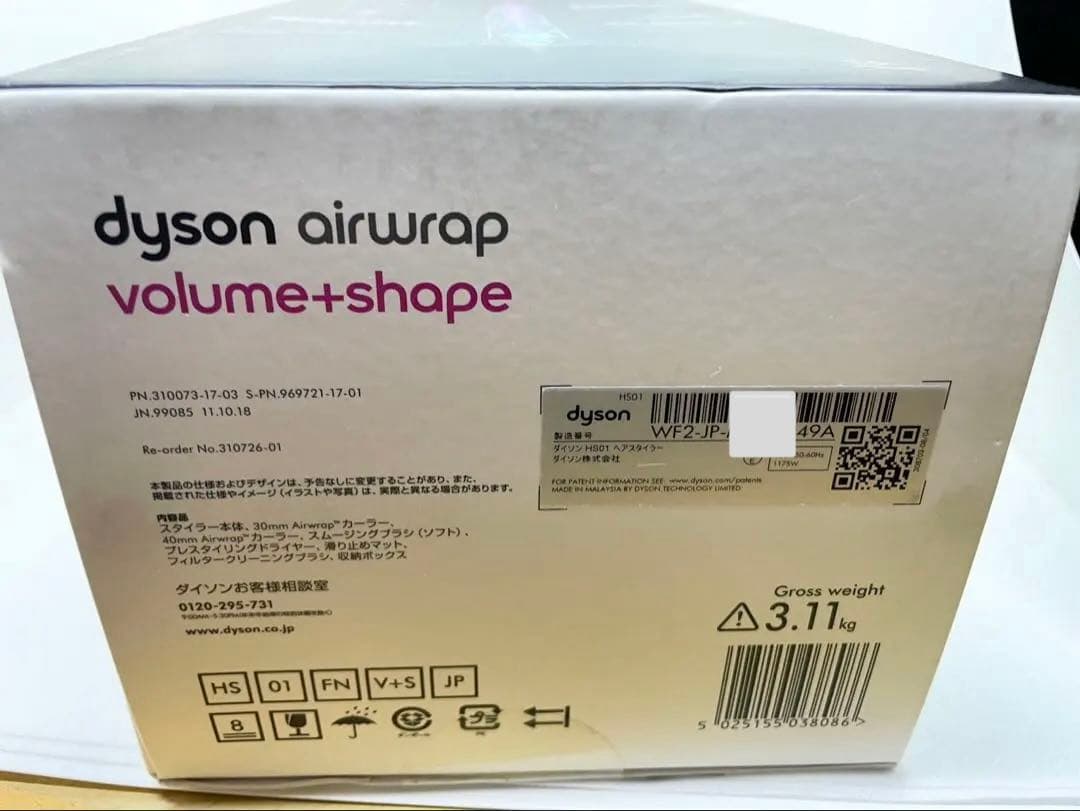 dyson airwrap
volume+shape
PN.310073-17-03 S-PN.969721-17-01
JN.99085 11.10.18
Re-order No.310726-01
本製品の仕様およびデザインは、予告なしに変更することがあり、また、
掲載された仕様やイメージ（イラストや写真）は、実際と異なる場合があります。
内容品
スタイラー本体、30mm Airwrap™カーラー、
40mm Airwrap™カーラー、スムージングブラシ（ソフト）、
プレスタイリングドライヤー、滑り止めマット、
フィルタークリーニングブラシ、収納ボックス
ダイソンお客様相談室
0120-295-731
www.dyson.co.jp
HS 01 FN V+S JP
8
HS01
dyson
製造番号
WF2-JP- 49A
ダイソン HS01 ヘアスタイラー
ダイソン株式会社
50-60Hz
1175W
FOR PATENT INFORMATION SEE: www.dyson.com/patents
MADE IN MALAYSIA BY DYSON TECHNOLOGY LIMITED
Gross weight
3.11kg
5 025155 038086 >